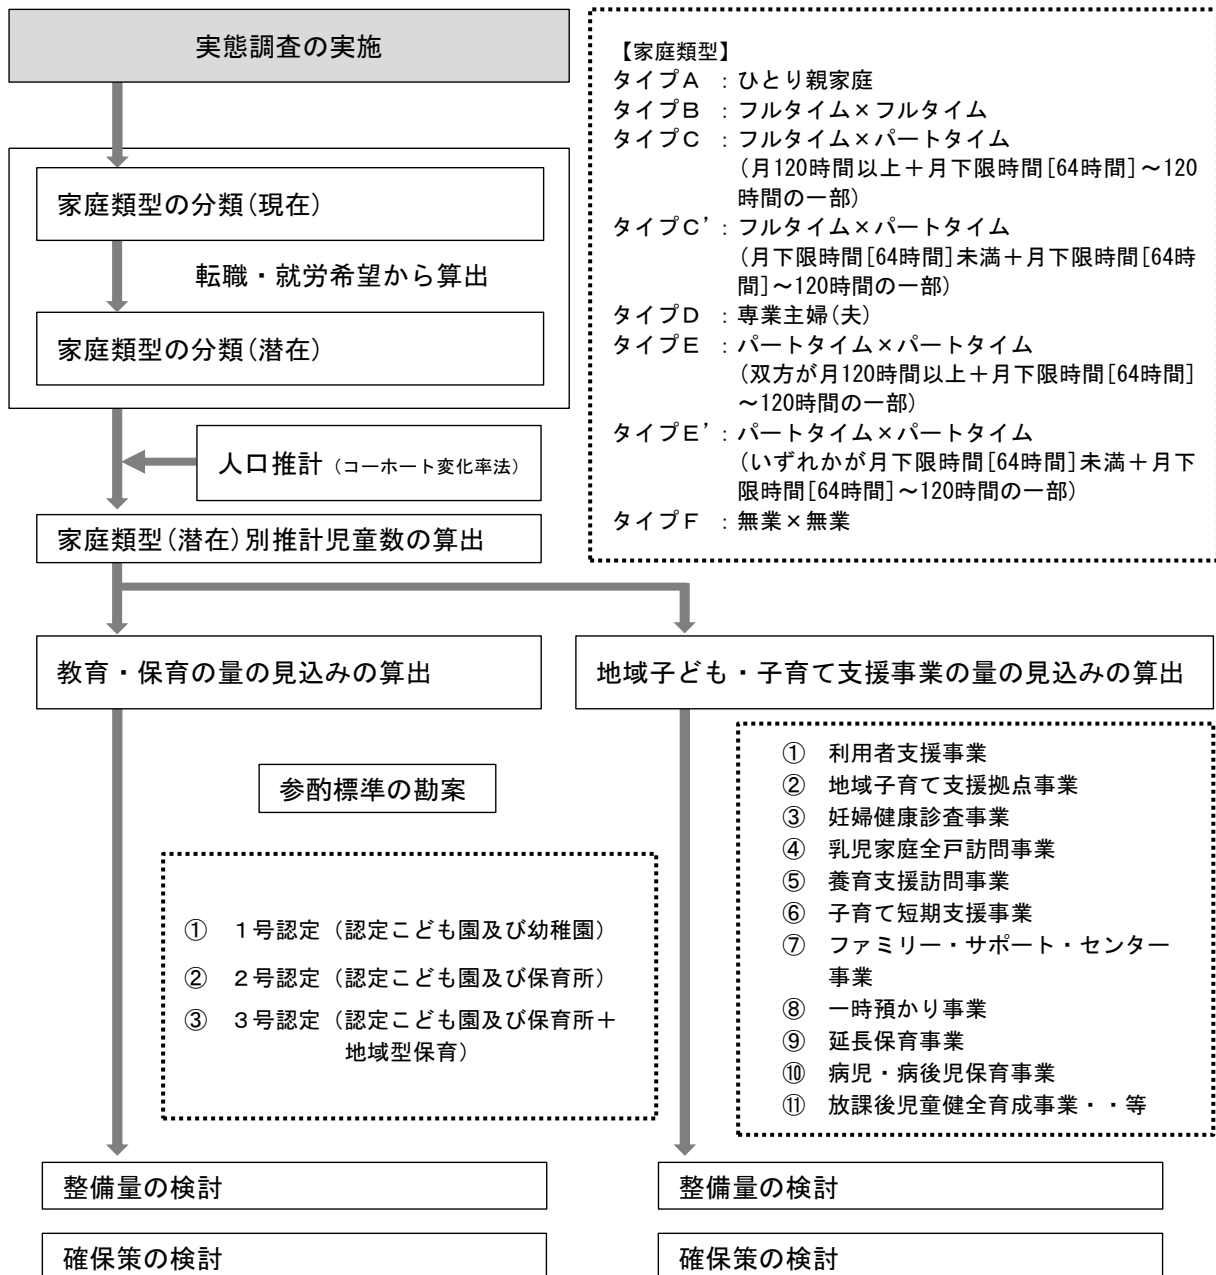 実態調査の実施
家庭類型の分類(現在)
転職・就労希望から算出
家庭類型の分類(潜在)
人口推計(コーホート変化率法)
家庭類型(潜在)別推計児童数の算出
【家庭類型】
タイプA :ひとり親家庭
タイプB :フルタイム×フルタイム
タイプC :フルタイム×パートタイム
(月120時間以上+月下限時間[64時間]~120
時間の一部)
タイプC':フルタイム×パートタイム
(月下限時間[64時間]未満+月下限時間[64時
間]~120時間の一部)
タイプD :専業主婦(夫)
タイプE :パートタイム×パートタイム
(双方が月120時間以上+月下限時間[64時間]
~120時間の一部)
タイプE':パートタイム×パートタイム
(いずれかが月下限時間[64時間]未満+月下
限時間[64時間]~120時間の一部)
タイプF :無業×無業
教育・保育の量の見込みの算出
参酌標準の勘案
① 1号認定(認定こども園及び幼稚園)
② 2号認定(認定こども園及び保育所)
③ 3号認定(認定こども園及び保育所+
地域型保育)
整備量の検討
確保策の検討
地域子ども・子育て支援事業の量の見込みの算出
① 利用者支援事業
② 地域子育て支援拠点事業
③ 妊婦健康診査事業
④ 乳児家庭全戸訪問事業
⑤ 養育支援訪問事業
⑥ 子育て短期支援事業
⑦ ファミリー・サポート・センター
事業
⑧ 一時預かり事業
⑨ 延長保育事業
⑩ 病児・病後児保育事業
⑪ 放課後児童健全育成事業・・等
整備量の検討
確保策の検討